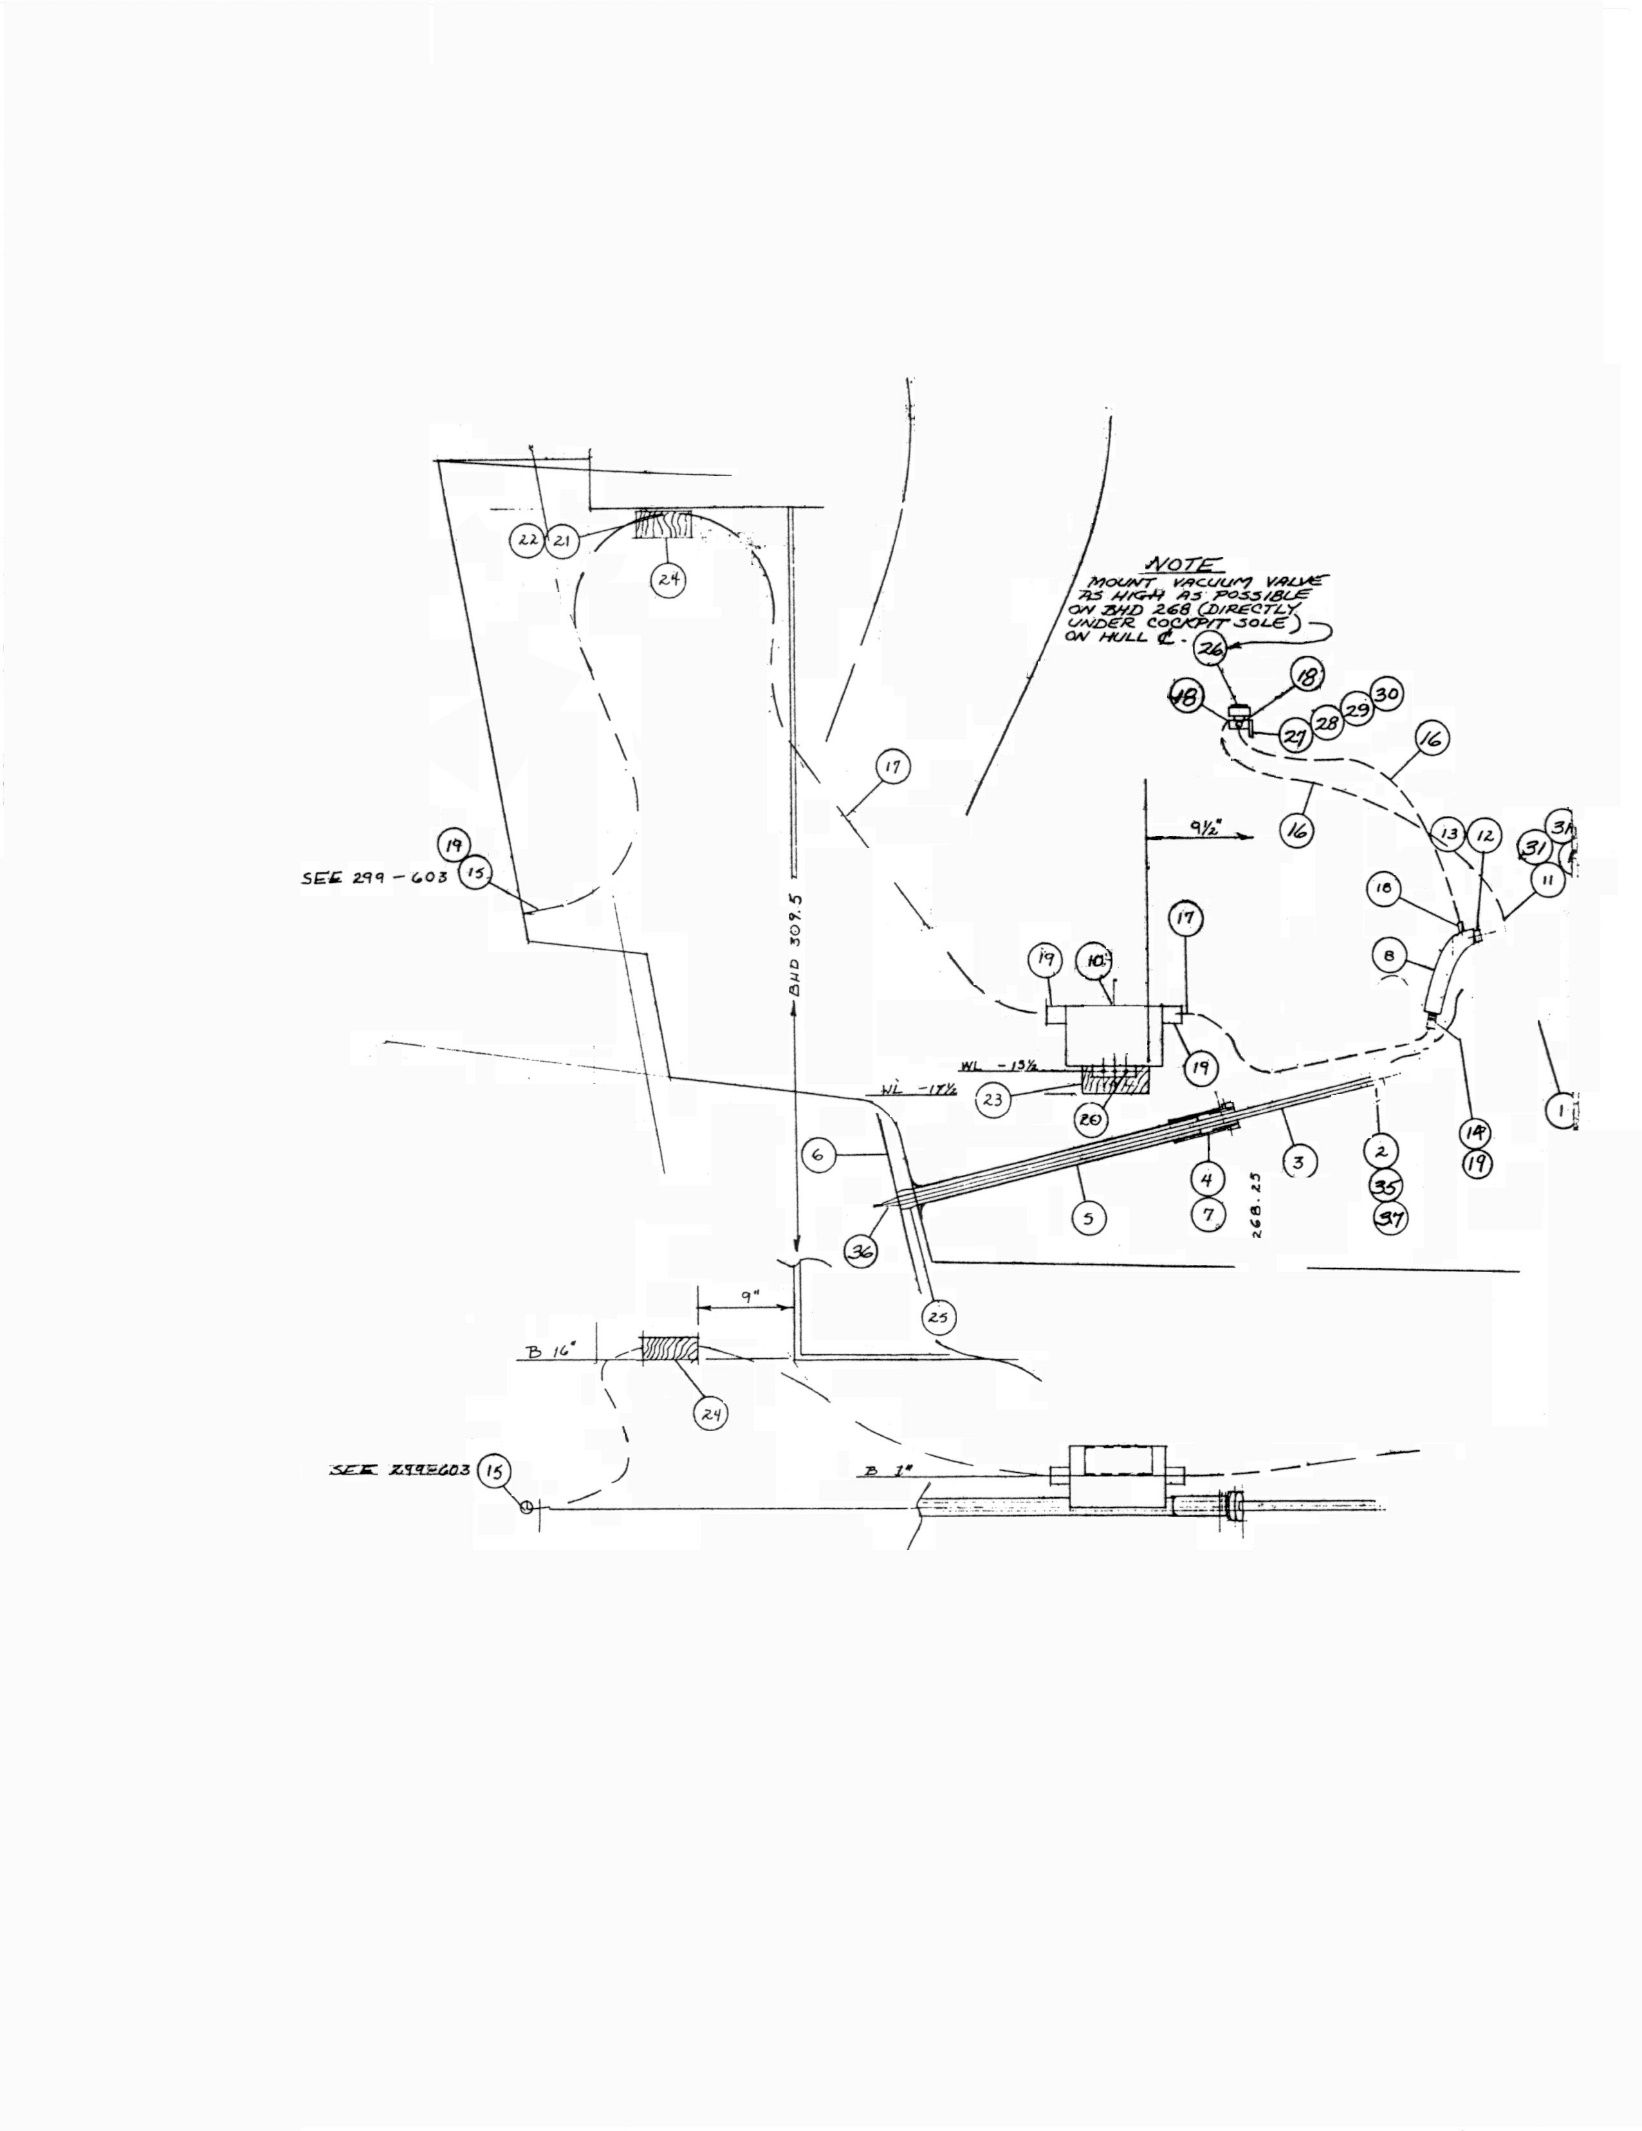 NOTE
MOUNT VACUUM VALVE
AS HIGH AS POSSIBLE
ON BHD 268 (DIRECTLY
UNDER COCKPIT SOLE)
ON HULL ℄.
26
22 21
24
18 18
27 28 29 30
16
16
17
9½"
13 12
31
11
19
SEE 299-603 15
18
8
17
BHD 309.5
19 10
19
WL -15½
WL -17½
23
20
14
19
1
6
3
2
35
37
4
7
268.25
5
36
25
9"
B 16"
24
SEE 299-603 15
B 1"